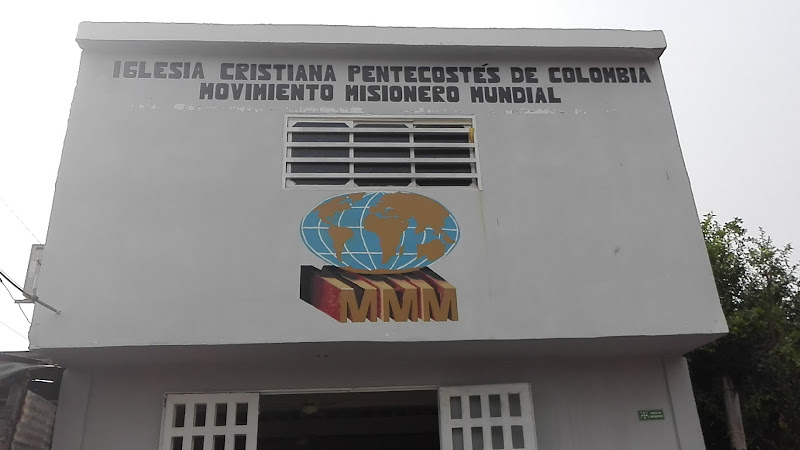 IGLESIA CRISTIANA PENTECOSTÉS DE COLOMBIA
MOVIMIENTO MISIONERO MUNDIAL
MMM